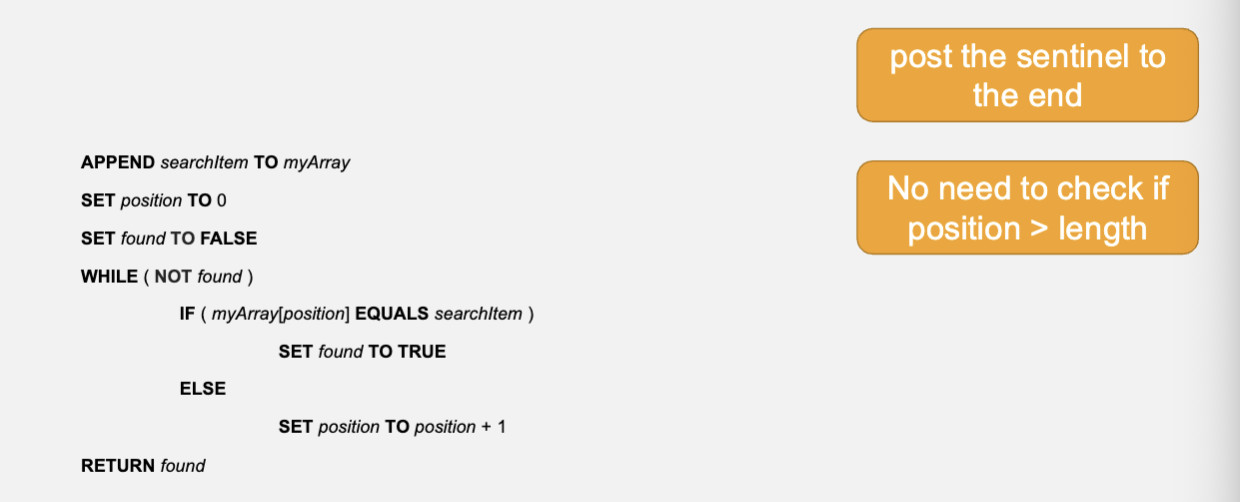 post the sentinel to
the end
APPEND searchItem TO myArray
SET position TO 0
SET found TO FALSE
WHILE ( NOT found )
IF ( myArray[position] EQUALS searchItem )
SET found TO TRUE
ELSE
SET position TO position + 1
RETURN found
No need to check if
position > length